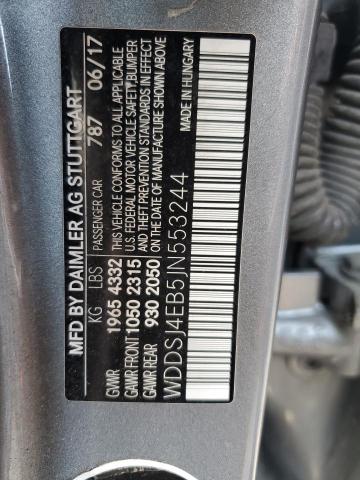 MFD BY DAIMLER AG STUTTGART
KG LBS PASSENGER CAR 787 06/17
GVWR 1965 4332 THIS VEHICLE CONFORMS TO ALL APPLICABLE
GAWR FRONT 1050 2315 U.S. FEDERAL MOTOR VEHICLE SAFETY,BUMPER
GAWR REAR 930 2050 AND THEFT PREVENTION STANDARDS IN EFFECT
ON THE DATE OF MANUFACTURE SHOWN ABOVE.
MADE IN HUNGARY
WDDSJ4EB5JN553244